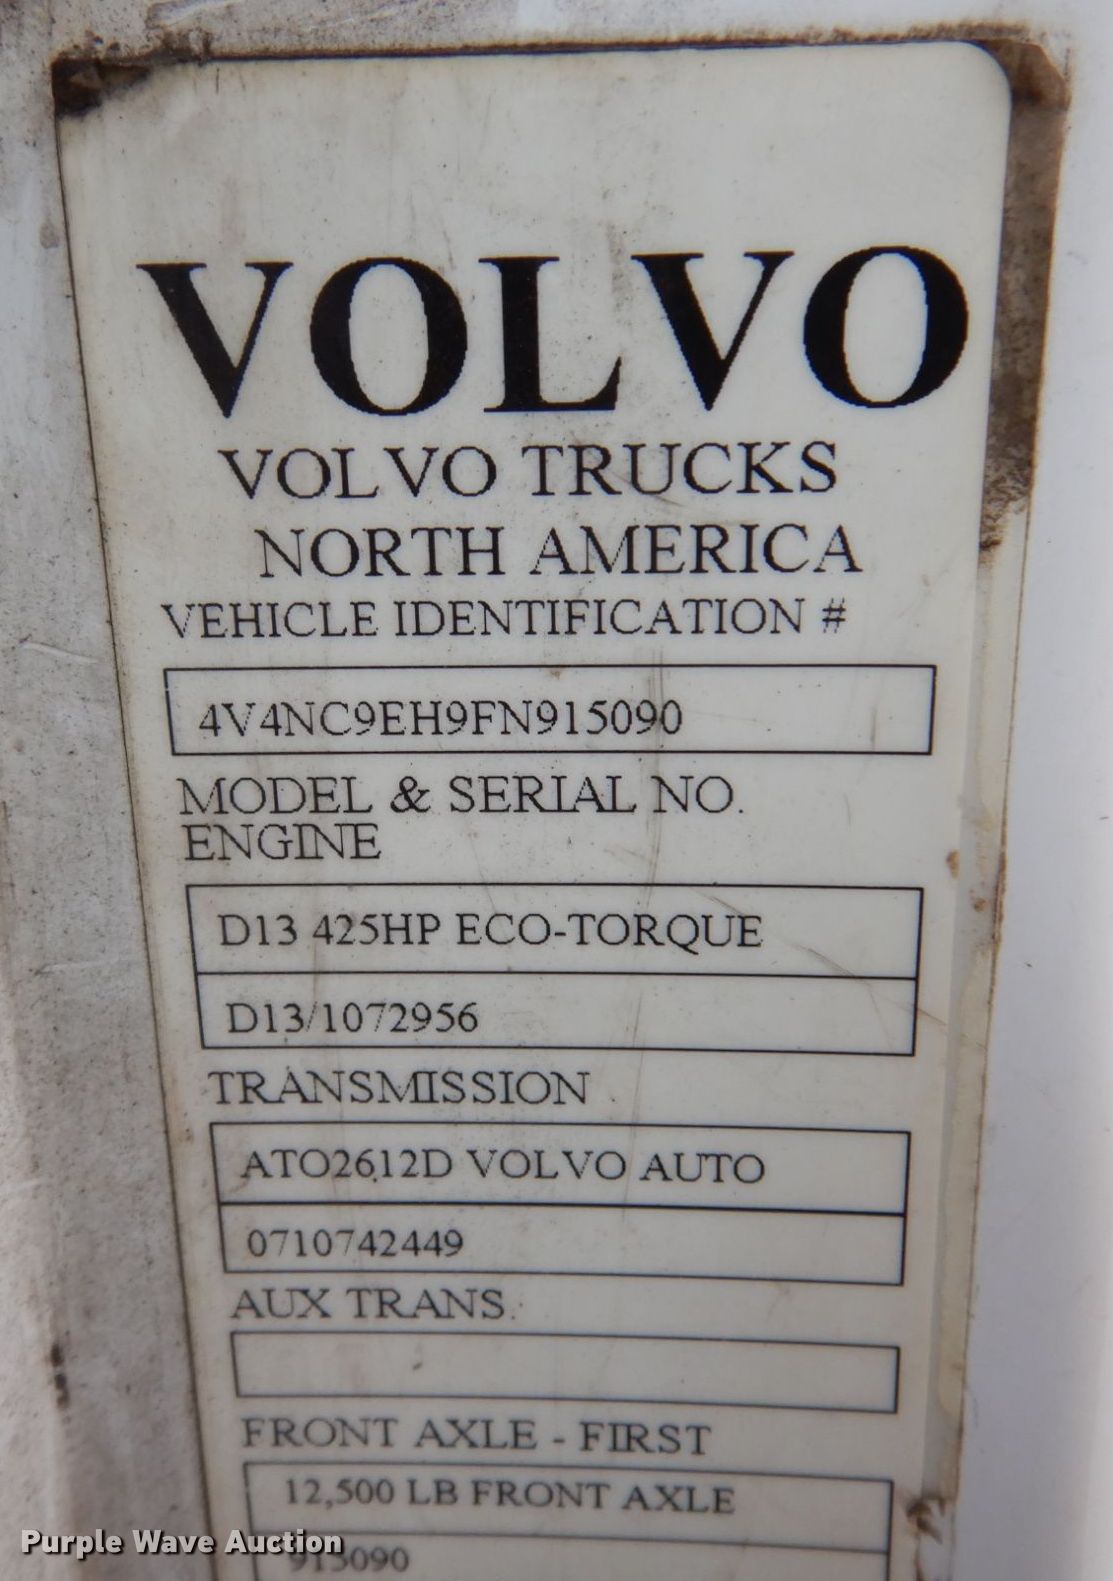 VOLVO
VOLVO TRUCKS
NORTH AMERICA
VEHICLE IDENTIFICATION #
4V4NC9EH9FN915090
MODEL & SERIAL NO.
ENGINE
D13 425HP ECO-TORQUE
D13/1072956
TRANSMISSION
ATO2612D VOLVO AUTO
0710742449
AUX TRANS.
FRONT AXLE - FIRST
12,500 LB FRONT AXLE
915090
Purple Wave Auction